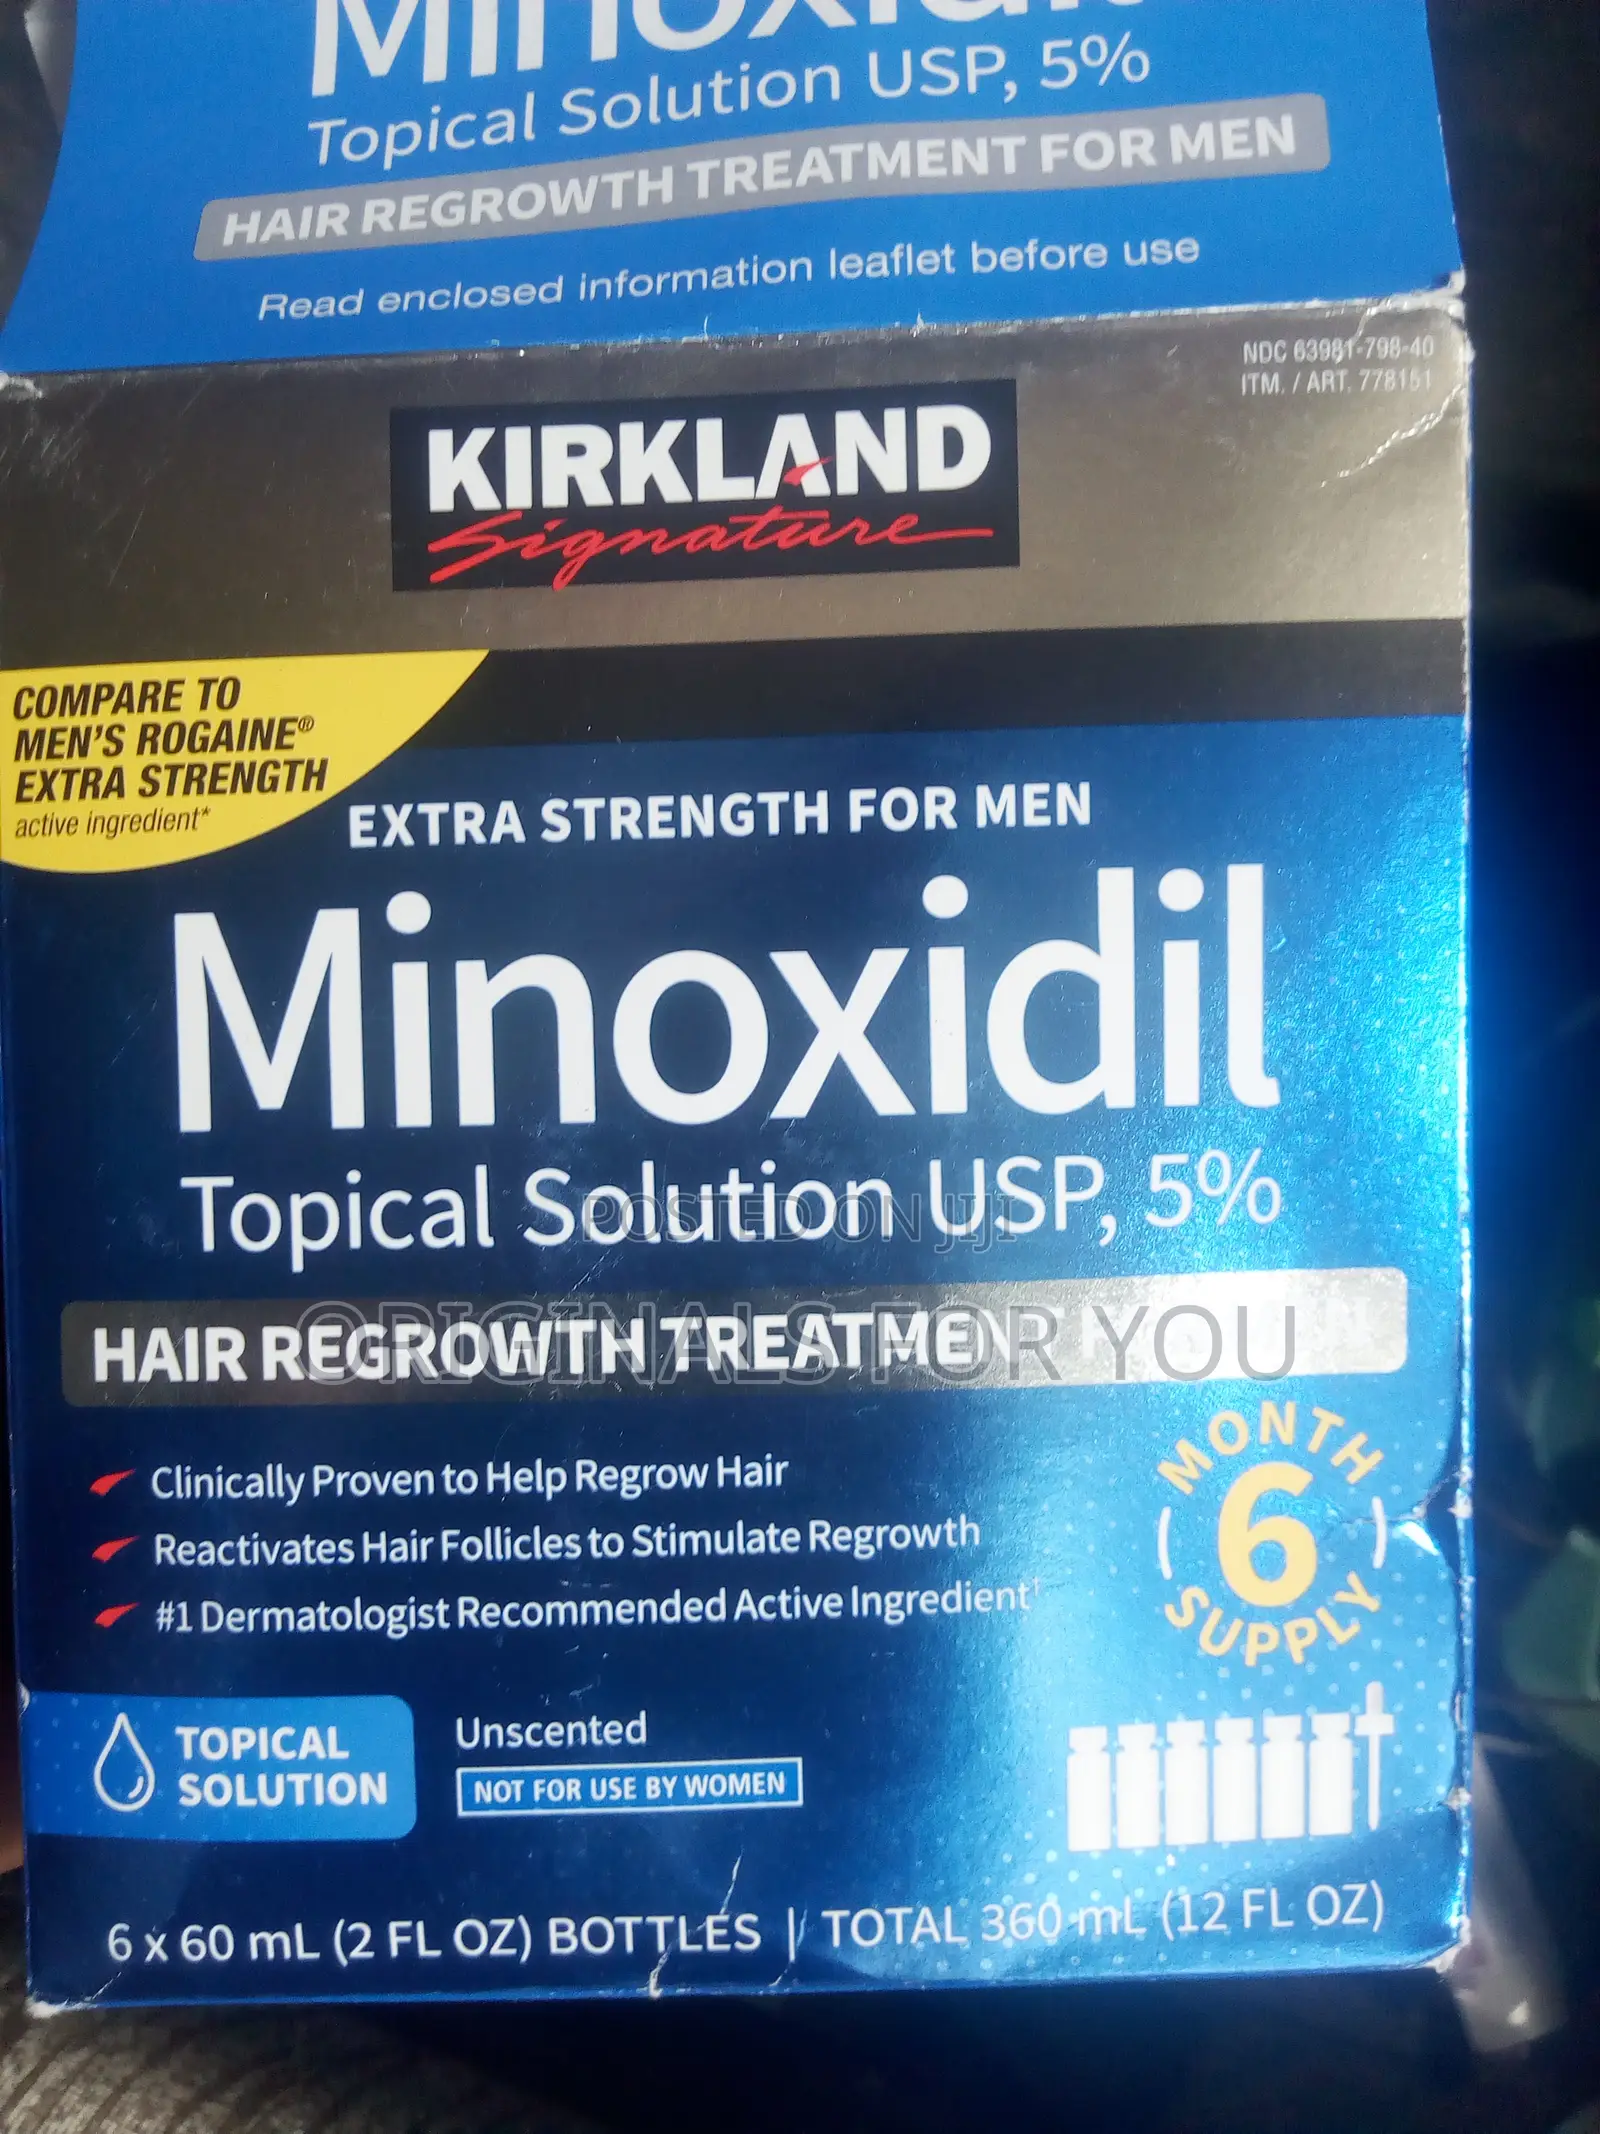 Minoxidil
Topical Solution USP, 5%
HAIR REGROWTH TREATMENT FOR MEN
Read enclosed information leaflet before use
NDC 63981-798-40
ITM. / ART. 778151
KIRKLAND
Signature
COMPARE TO
MEN'S ROGAINE®
EXTRA STRENGTH
active ingredient*
EXTRA STRENGTH FOR MEN
Minoxidil
Topical Solution USP, 5%
POSTED ON JIJI
HAIR REGROWTH TREATMENT
ORIGINALS FOR YOU
Clinically Proven to Help Regrow Hair
Reactivates Hair Follicles to Stimulate Regrowth
#1 Dermatologist Recommended Active Ingredient†
MONTH
6
SUPPLY
TOPICAL
SOLUTION
Unscented
NOT FOR USE BY WOMEN
6 x 60 mL (2 FL OZ) BOTTLES | TOTAL 360 mL (12 FL OZ)